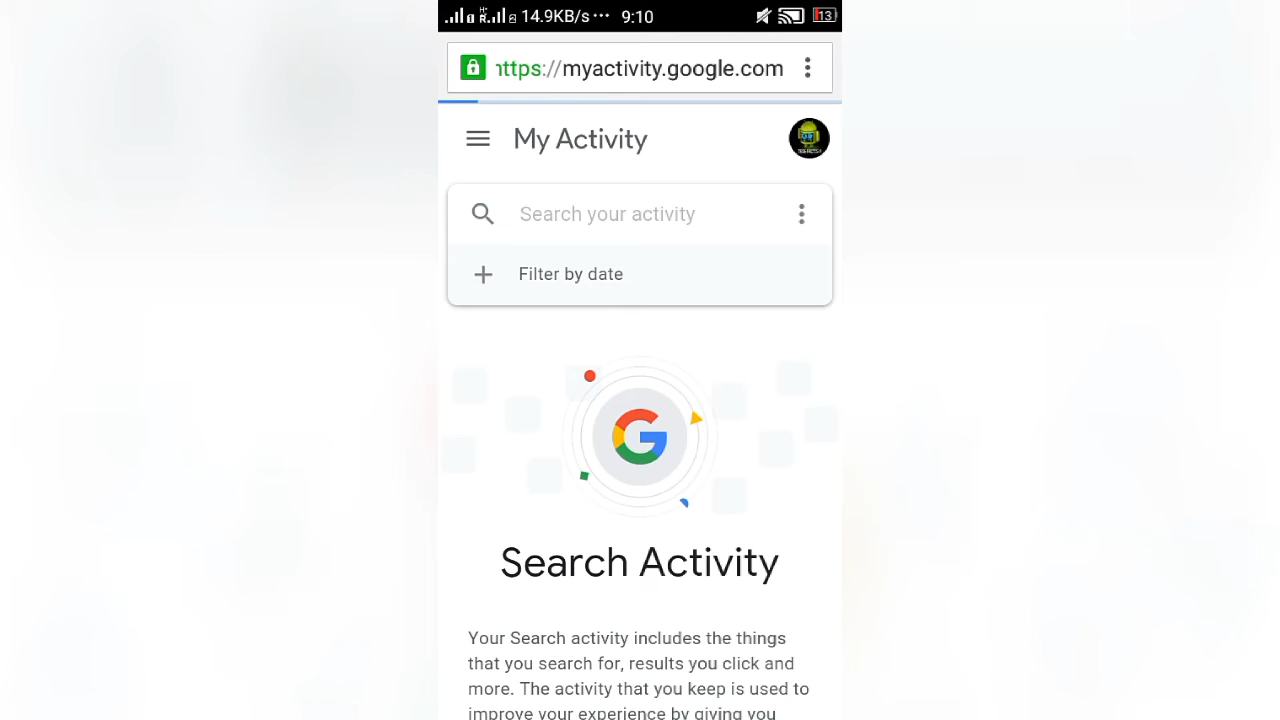 14.9KB/s ··· 9:10 13
https://myactivity.google.com
My Activity
Search your activity
Filter by date
Search Activity
Your Search activity includes the things
that you search for, results you click and
more. The activity that you keep is used to
improve your experience by giving you